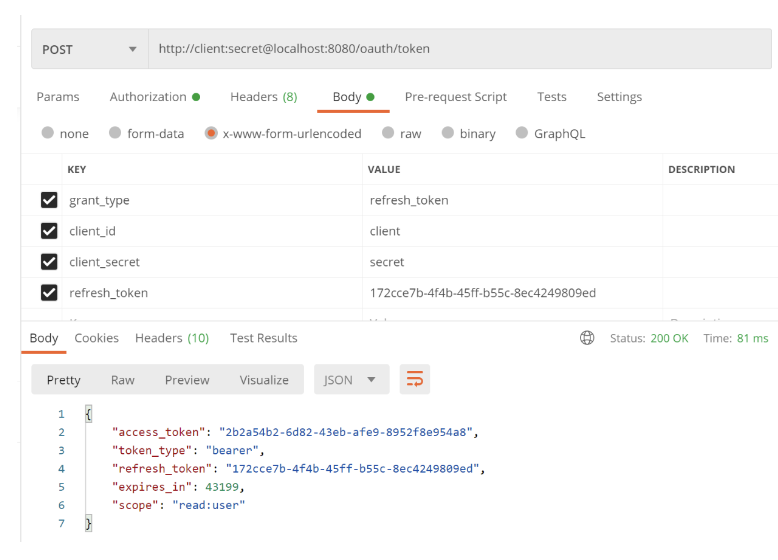 POST http://client:secret@localhost:8080/oauth/token
Params Authorization Headers (8) Body Pre-request Script Tests Settings
none form-data x-www-form-urlencoded raw binary GraphQL
KEY VALUE DESCRIPTION
grant_type refresh_token
client_id client
client_secret secret
refresh_token 172cce7b-4f4b-45ff-b55c-8ec4249809ed
Body Cookies Headers (10) Test Results Status: 200 OK Time: 81 ms
Pretty Raw Preview Visualize JSON
1 {
2 "access_token": "2b2a54b2-6d82-43eb-afe9-8952f8e954a8",
3 "token_type": "bearer",
4 "refresh_token": "172cce7b-4f4b-45ff-b55c-8ec4249809ed",
5 "expires_in": 43199,
6 "scope": "read:user"
7 }